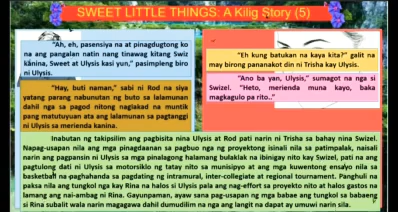 SWEET LITTLE THINGS: A Kilig Story (5)
"Ah, eh, pasensiya na at pinagdugtong ko
na ang pangalan natin nang tinawag kitang Swiz
kanina, Sweet at Ulysis kasi yun," pasimpleng biro
ni Ulysis.
"Hay, buti naman," sabi ni Rod na siya
yatang parang nabunutan ng buto sa lalamunan
dahil nga sa pagod nitong naglakad na muntik
pang matutuyuan ata ang lalamunan sa pagtanggi
ni Ulysis sa merienda kanina.
"Eh kung batukan na kaya kita?" galit na
may birong pananakot din ni Trisha kay Ulysis.
"Ano ba yan, Ulysis," sumagot na nga si
Swizel. "Heto, merienda muna kayo, baka
magkagulo pa rito.."
Inabutan ng takipsilim ang pagbisita nina Ulysis at Rod pati narin ni Trisha sa bahay nina Swizel.
Napag-usapan nila ang mga pinagdaanan sa pagbuo ng proyektong isinali nila sa patimpalak, naisali
narin ang pagpansin ni Ulysis sa mga pinalagong halamang bulaklak na ibinigay nito kay Swizel, pati na ang
pagtulong dati ni Ulysis sa motorsiklo ng tatay nito sa munisipyo at ang mga kuwentong ensayo nila sa
basketball na paghahanda sa pagdating ng intramural, inter-collegiate at regional tournament. Panghuli na
paksa nila ang tungkol kay Rina na halos si Ulysis pala ang nag-effort sa proyekto nito at halos gastos na
lamang ang nai-ambag ni Rina. Gayunpaman, ayaw sana pag-usapan ng mga babae ang tungkol sa babaeng
si Rina subalit wala narin magagawa dahil dumudilim na nga ang langit na dapat ay umuwi narin sila.